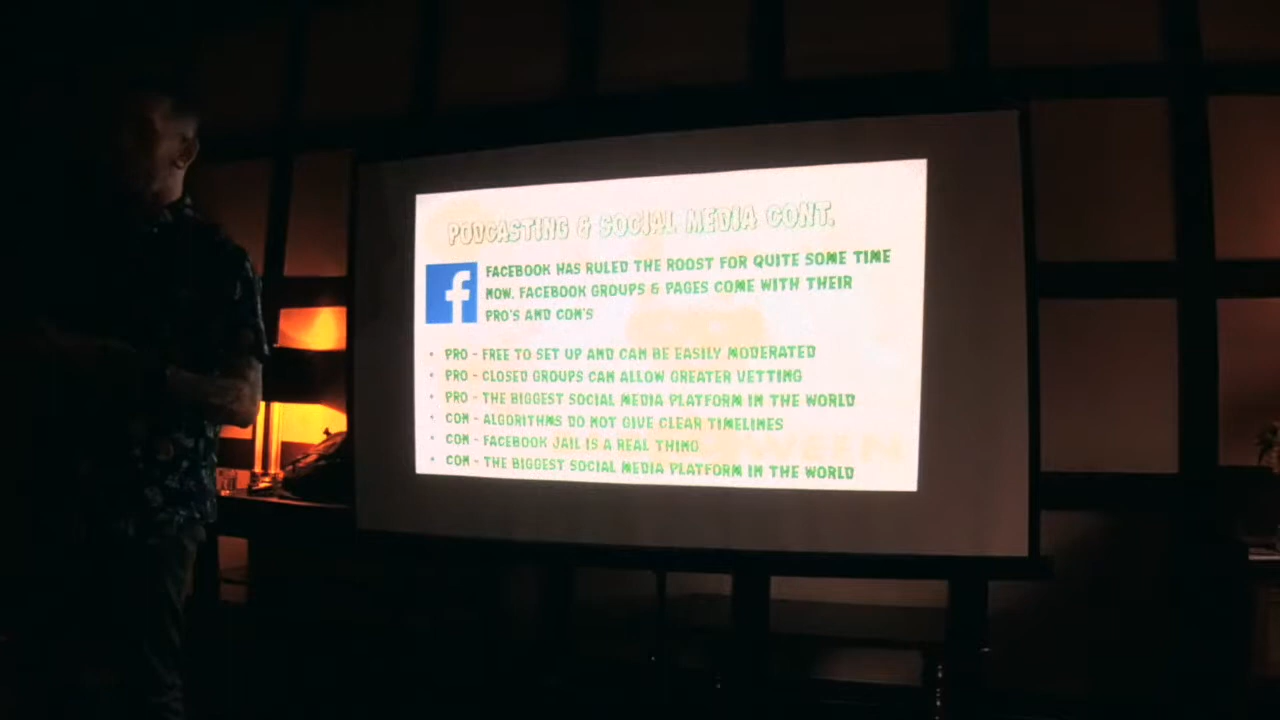 PODCASTING & SOCIAL MEDIA CONT.
FACEBOOK HAS RULED THE ROOST FOR QUITE SOME TIME
NOW. FACEBOOK GROUPS & PAGES COME WITH THEIR
PRO'S AND CON'S
• PRO - FREE TO SET UP AND CAN BE EASILY MODERATED
• PRO - CLOSED GROUPS CAN ALLOW GREATER VETTING
• PRO - THE BIGGEST SOCIAL MEDIA PLATFORM IN THE WORLD
• CON - ALGORITHMS DO NOT GIVE CLEAR TIMELINES
• CON - FACEBOOK JAIL IS A REAL THING
• CON - THE BIGGEST SOCIAL MEDIA PLATFORM IN THE WORLD